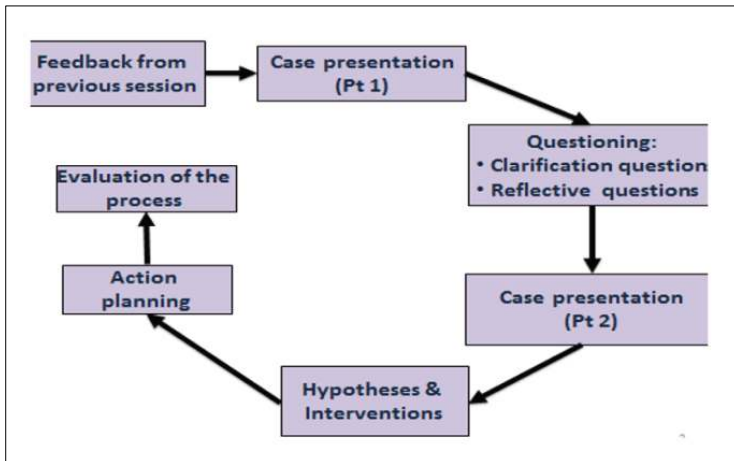 Feedback from
previous session
Case presentation
(Pt 1)
Questioning:
• Clarification question
• Reflective questions
Case presentation
(Pt 2)
Hypotheses &
Interventions
Action
planning
Evaluation of the
process